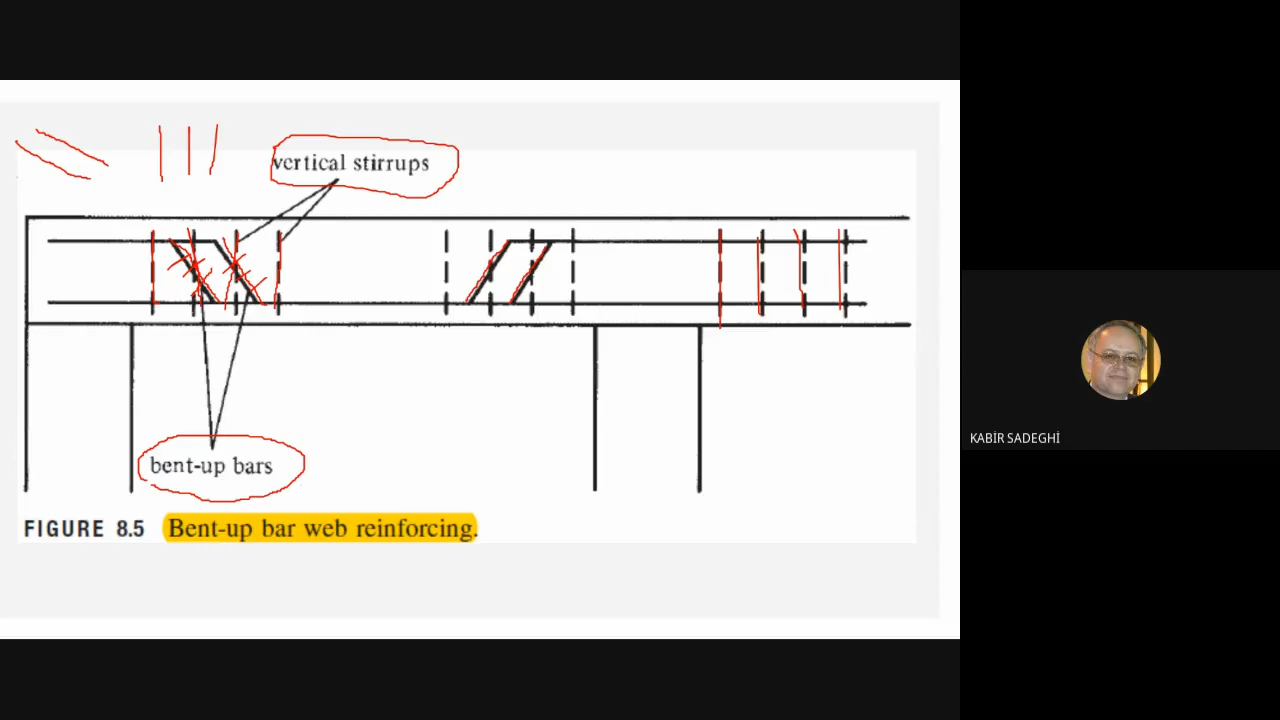 vertical stirrups
bent-up bars
FIGURE 8.5 Bent-up bar web reinforcing.
KABİR SADEGHİ